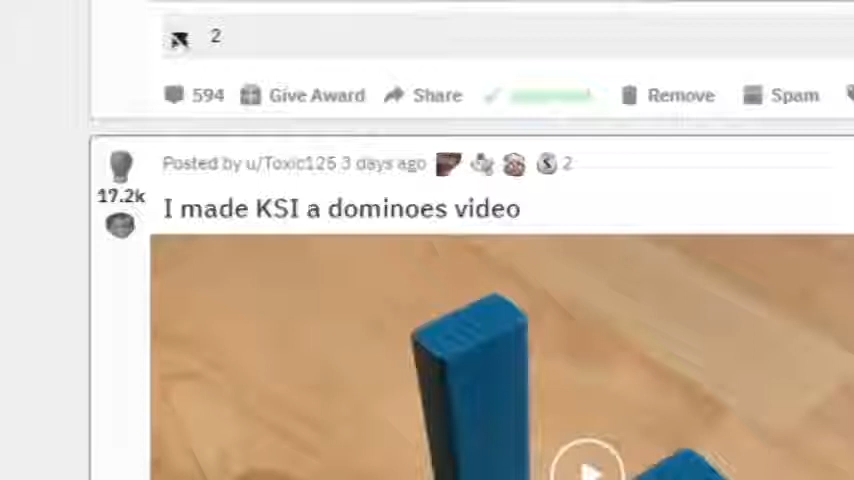 2
594 Give Award Share Remove Spam
Posted by u/Toxic125 3 days ago 2
17.2k
I made KSI a dominoes video